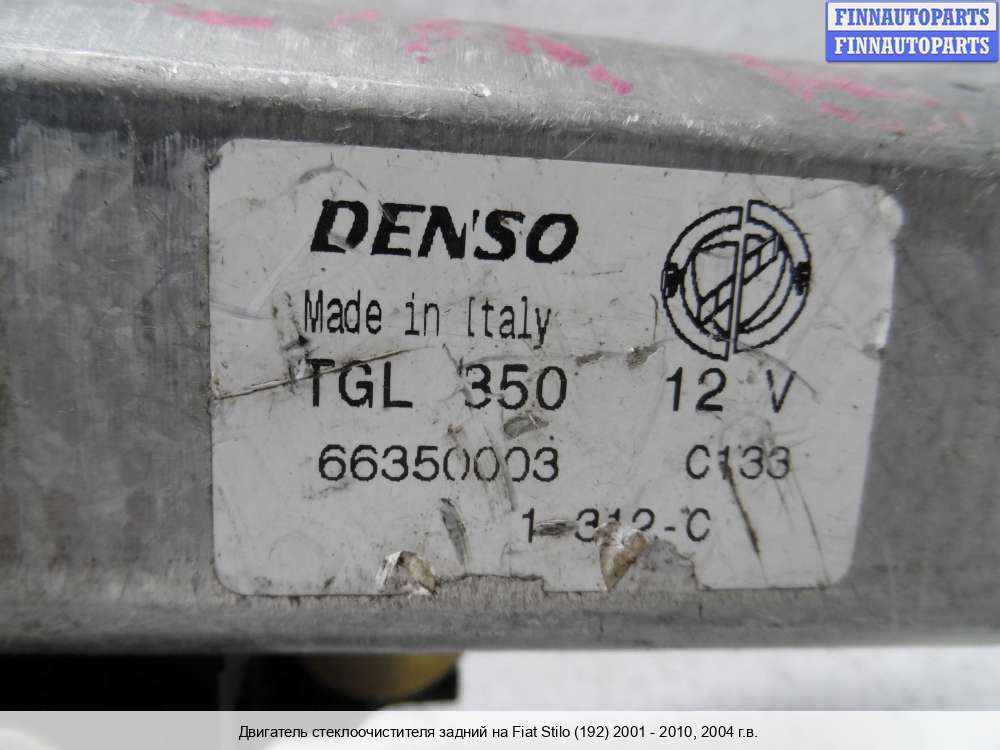 FINNAUTOPARTS
FINNAUTOPARTS
DENSO
Made in Italy
TGL 350 12 V
66350003 C133
312-C
Двигатель стеклоочистителя задний на Fiat Stilo (192) 2001 - 2010, 2004 г.в.